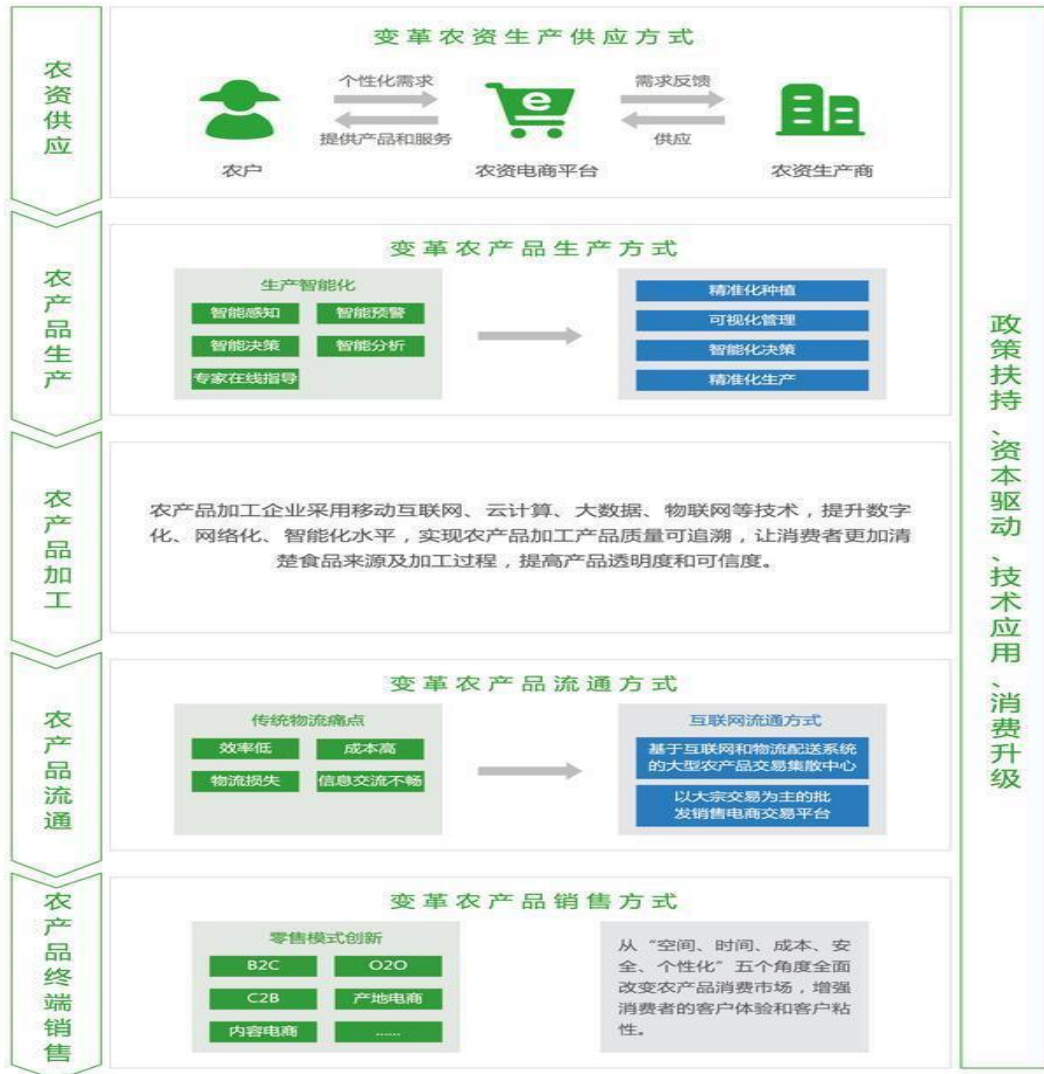 农资供应
变革农资生产供应方式
个性化需求
需求反馈
提供产品和服务
供应
农户
农资电商平台
农资生产商
农产品生产
变革农产品生产方式
生产智能化
智能感知
智能预警
智能决策
智能分析
专家在线指导
精准化种植
可视化管理
智能化决策
精准化生产
农产品加工
农产品加工企业采用移动互联网、云计算、大数据、物联网等技术，提升数字
化、网络化、智能化水平，实现农产品加工产品质量可追溯，让消费者更加清
楚食品来源及加工过程，提高产品透明度和可信度。
农产品流通
变革农产品流通方式
传统物流痛点
效率低
成本高
物流损失
信息交流不畅
互联网流通方式
基于互联网和物流配送系统
的大型农产品交易集散中心
以大宗交易为主的批
发销售电商交易平台
农产品终端销售
变革农产品销售方式
零售模式创新
B2C
O2O
C2B
产地电商
内容电商
......
从“空间、时间、成本、安
全、个性化”五个角度全面
改变农产品消费市场，增强
消费者的客户体验和客户粘
性。
政策扶持、资本驱动、技术应用、消费升级
e